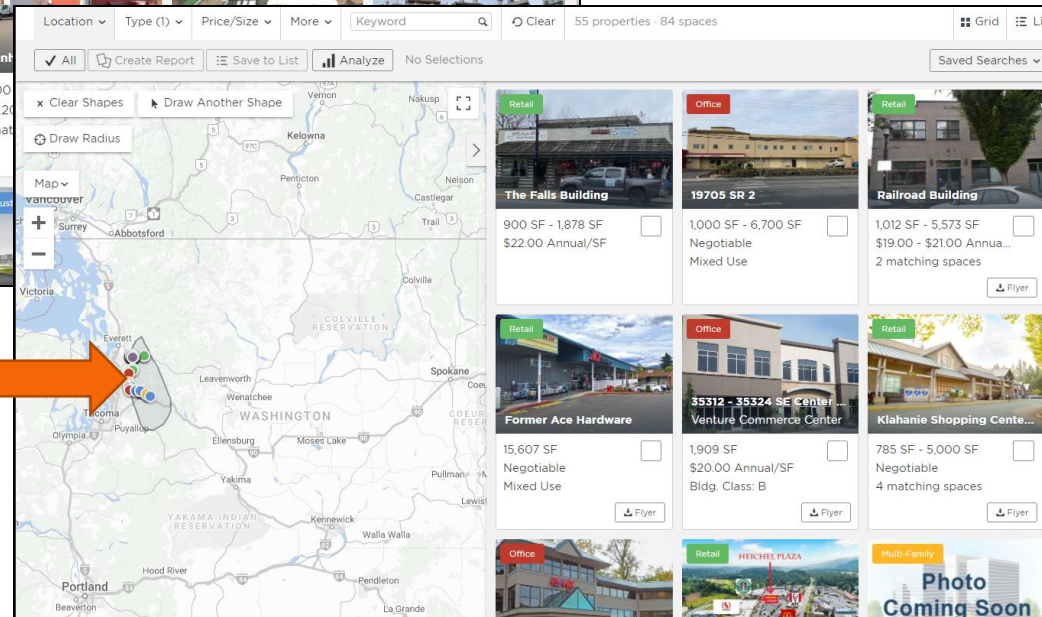 Location
Type (1)
Price/Size
More
Keyword
Clear
55 properties · 84 spaces
Grid
All
Create Report
Save to List
Analyze
No Selections
Saved Searches
x Clear Shapes
Draw Another Shape
Draw Radius
Map
Vernon
Nakusp
Kelowna
Penticton
Nelson
Castlegar
Trail
Vancouver
Surrey
Abbotsford
Victoria
Colville
COLVILLE
RESERVATION
Everett
Leavenworth
Wenatchee
Spokane
WASHINGTON
Tacoma
Puyallup
Olympia
Ellensburg
Moses Lake
Yakima
Pullman
YAKAMA INDIAN
RESERVATION
Kennewick
Walla Walla
Hood River
Portland
Beaverton
Pendleton
La Grande
Retail
The Falls Building
900 SF - 1,878 SF
$22.00 Annual/SF
Office
19705 SR 2
1,000 SF - 6,700 SF
Negotiable
Mixed Use
Retail
Railroad Building
1,012 SF - 5,573 SF
$19.00 - $21.00 Annua...
2 matching spaces
Flyer
Retail
Former Ace Hardware
15,607 SF
Negotiable
Mixed Use
Flyer
Office
35312 - 35324 SE Center ...
Venture Commerce Center
1,909 SF
$20.00 Annual/SF
Bldg. Class: B
Flyer
Retail
Klahanie Shopping Cente...
785 SF - 5,000 SF
Negotiable
4 matching spaces
Flyer
Office
Retail
HEICHEL PLAZA
Multi-Family
Photo
Coming Soon